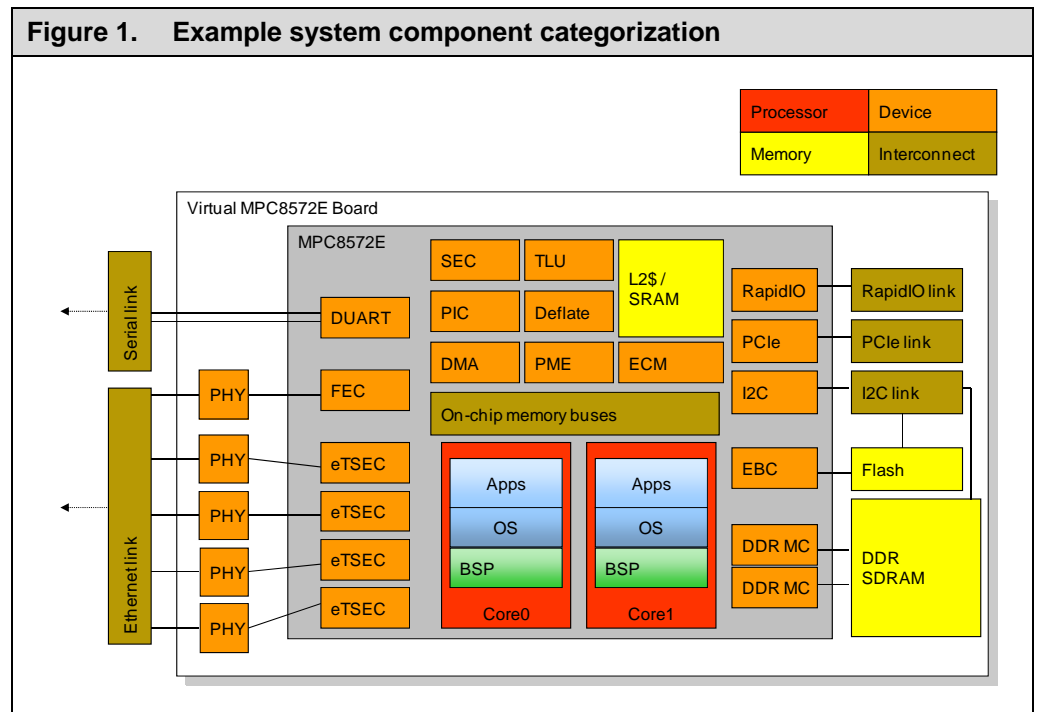 Figure 1. Example system component categorization
Processor
Device
Memory
Interconnect
Virtual MPC8572E Board
MPC8572E
Serial link
DUART
SEC
TLU
L2$ /
SRAM
PIC
Deflate
DMA
PME
ECM
On-chip memory buses
RapidIO
RapidIO link
PCIe
PCIe link
I2C
I2C link
EBC
Flash
DDR MC
DDR MC
DDR
SDRAM
Ethernet link
PHY
FEC
PHY
eTSEC
PHY
eTSEC
PHY
eTSEC
PHY
eTSEC
Apps
OS
BSP
Core0
Apps
OS
BSP
Core1